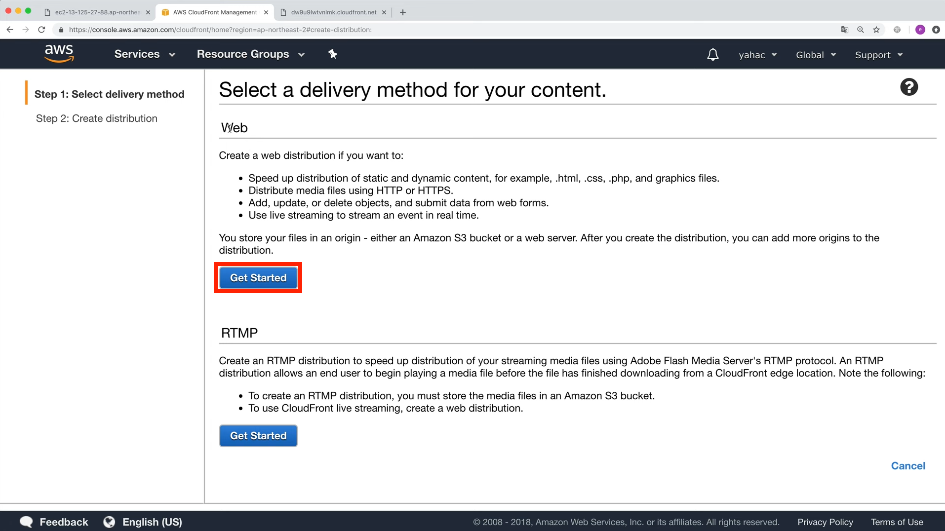 ec2-13-125-27-88.ap-northea
AWS CloudFront Management
dw9u8iwtvnlmk.cloudfront.net
https://console.aws.amazon.com/cloudfront/home?region=ap-northeast-2#create-distribution:
aws
Services
Resource Groups
yahac
Global
Support
Step 1: Select delivery method
Step 2: Create distribution
Select a delivery method for your content.
Web
Create a web distribution if you want to:
• Speed up distribution of static and dynamic content, for example, .html, .css, .php, and graphics files.
• Distribute media files using HTTP or HTTPS.
• Add, update, or delete objects, and submit data from web forms.
• Use live streaming to stream an event in real time.
You store your files in an origin - either an Amazon S3 bucket or a web server. After you create the distribution, you can add more origins to the
distribution.
Get Started
RTMP
Create an RTMP distribution to speed up distribution of your streaming media files using Adobe Flash Media Server's RTMP protocol. An RTMP
distribution allows an end user to begin playing a media file before the file has finished downloading from a CloudFront edge location. Note the following:
• To create an RTMP distribution, you must store the media files in an Amazon S3 bucket.
• To use CloudFront live streaming, create a web distribution.
Get Started
Cancel
Feedback
English (US)
© 2008 - 2018, Amazon Web Services, Inc. or its affiliates. All rights reserved.
Privacy Policy
Terms of Use